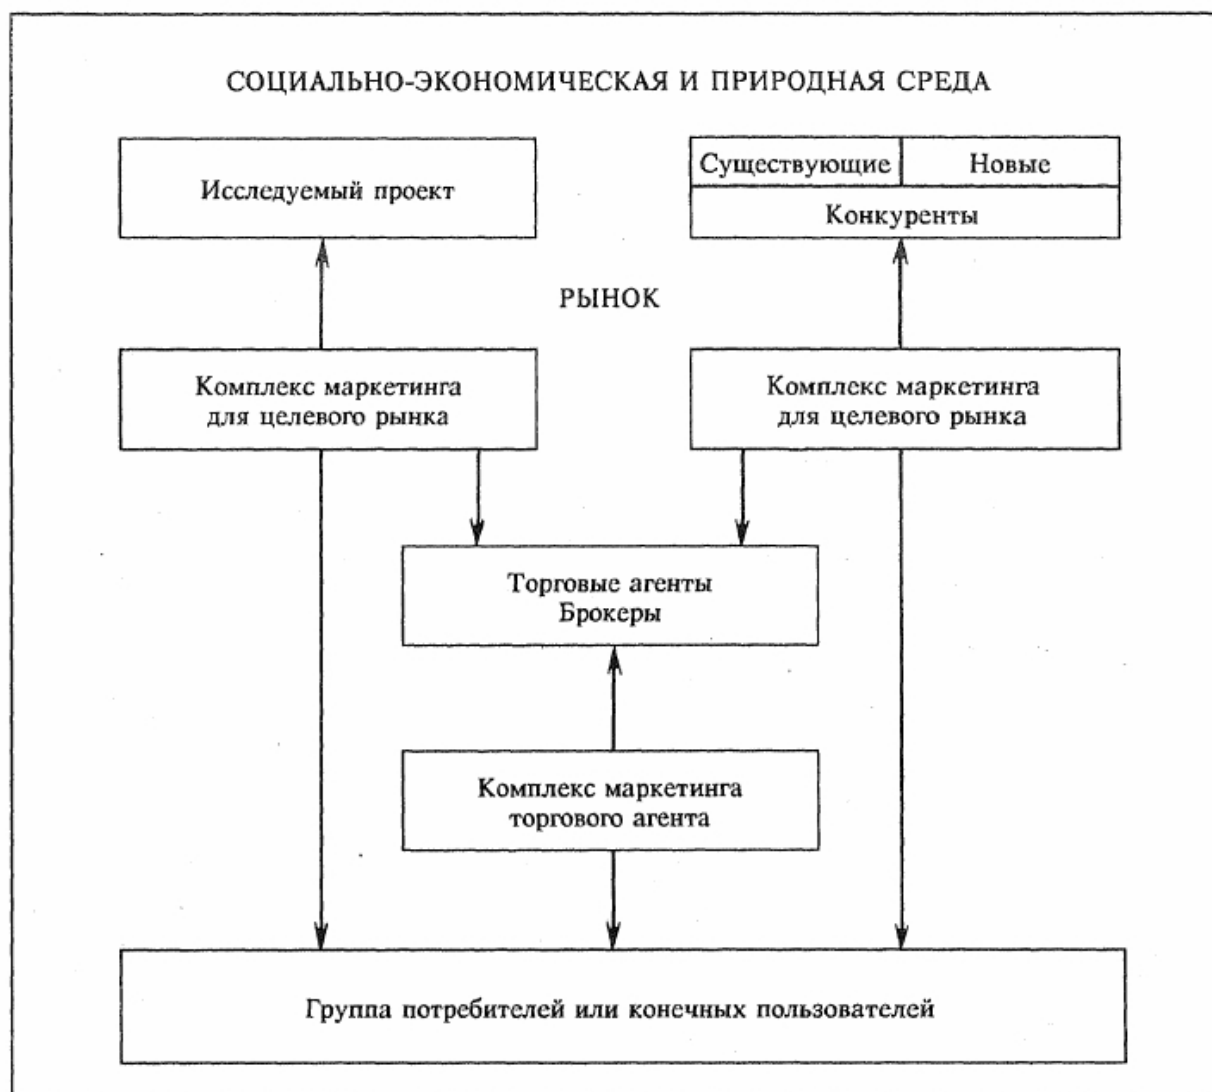 СОЦИАЛЬНО-ЭКОНОМИЧЕСКАЯ И ПРИРОДНАЯ СРЕДА
Исследуемый проект
Существующие
Новые
Конкуренты
РЫНОК
Комплекс маркетинга
для целевого рынка
Комплекс маркетинга
для целевого рынка
Торговые агенты
Брокеры
Комплекс маркетинга
торгового агента
Группа потребителей или конечных пользователей